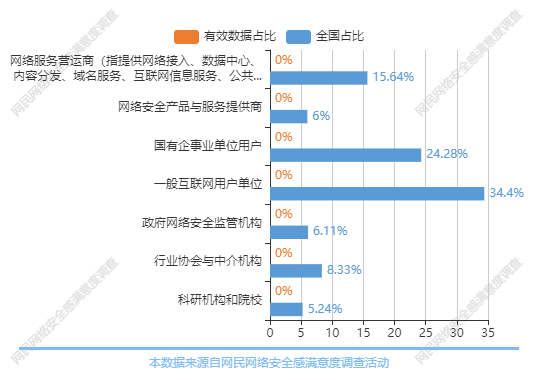 有效数据占比 全国占比
网络服务营运商（指提供网络接入、数据中心、
内容分发、域名服务、互联网信息服务、公共...
0%
15.64%
网络安全产品与服务提供商
0%
6%
国有企事业单位用户
0%
24.28%
一般互联网用户单位
0%
34.4%
政府网络安全监管机构
0%
6.11%
行业协会与中介机构
0%
8.33%
科研机构和院校
0%
5.24%
0 5 10 15 20 25 30 35
本数据来源自网民网络安全感满意度调查活动
网民网络安全感满意度调查
网民网络安全感满意度调查
网民网络安全感满意度调查
网民网络安全感满意度调查